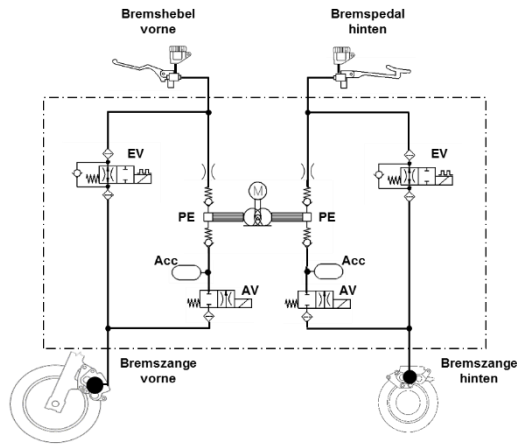 Bremshebel
vorne
Bremspedal
hinten
EV
EV
M
PE
PE
Acc
Acc
AV
AV
Bremszange
vorne
Bremszange
hinten